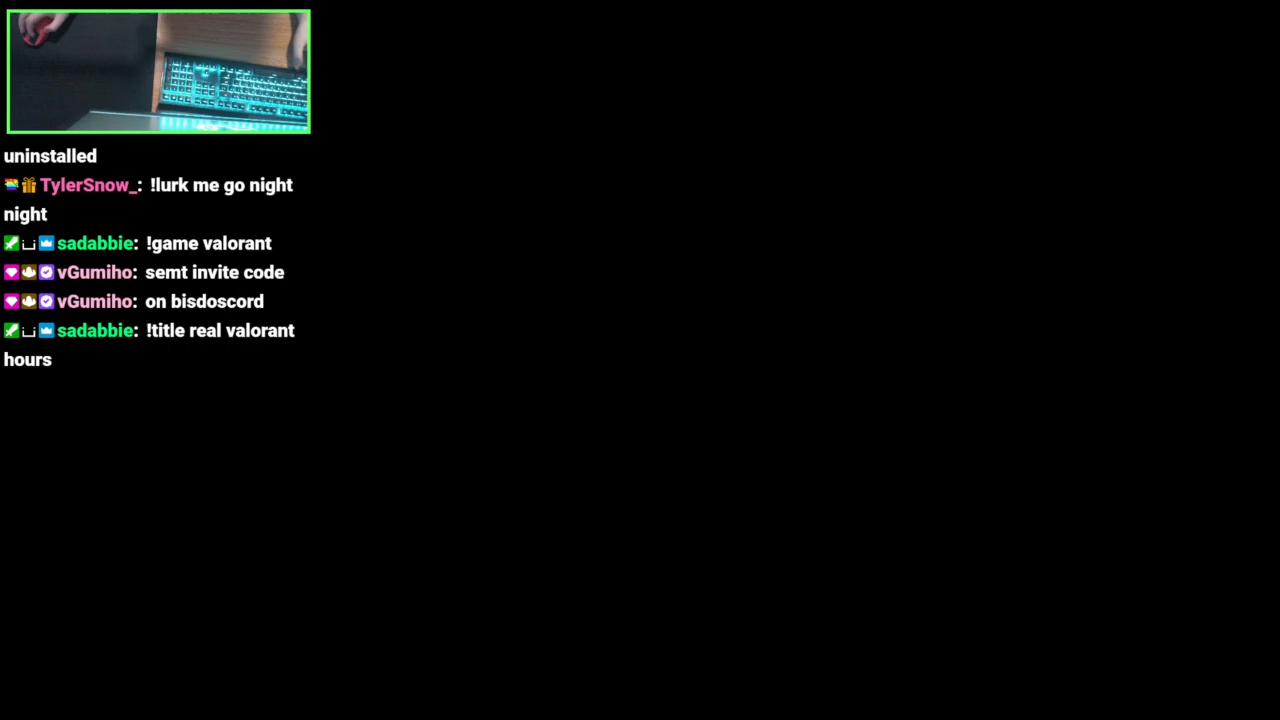 uninstalled
TylerSnow_: !lurk me go night
night
sadabbie: !game valorant
vGumiho: semt invite code
vGumiho: on bisdoscord
sadabbie: !title real valorant
hours